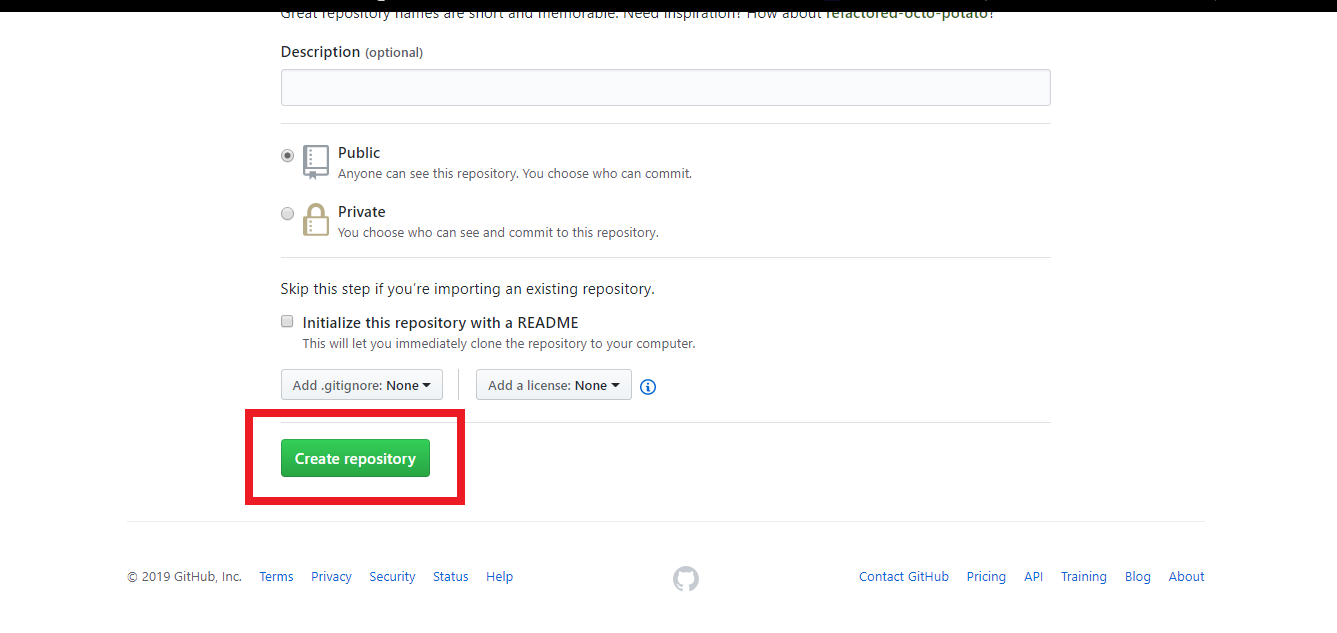 Great repository names are short and memorable. Need inspiration? How about refactored-octo-potato?
Description (optional)
Public
Anyone can see this repository. You choose who can commit.
Private
You choose who can see and commit to this repository.
Skip this step if you’re importing an existing repository.
Initialize this repository with a README
This will let you immediately clone the repository to your computer.
Add .gitignore: None Add a license: None
Create repository
© 2019 GitHub, Inc. Terms Privacy Security Status Help Contact GitHub Pricing API Training Blog About